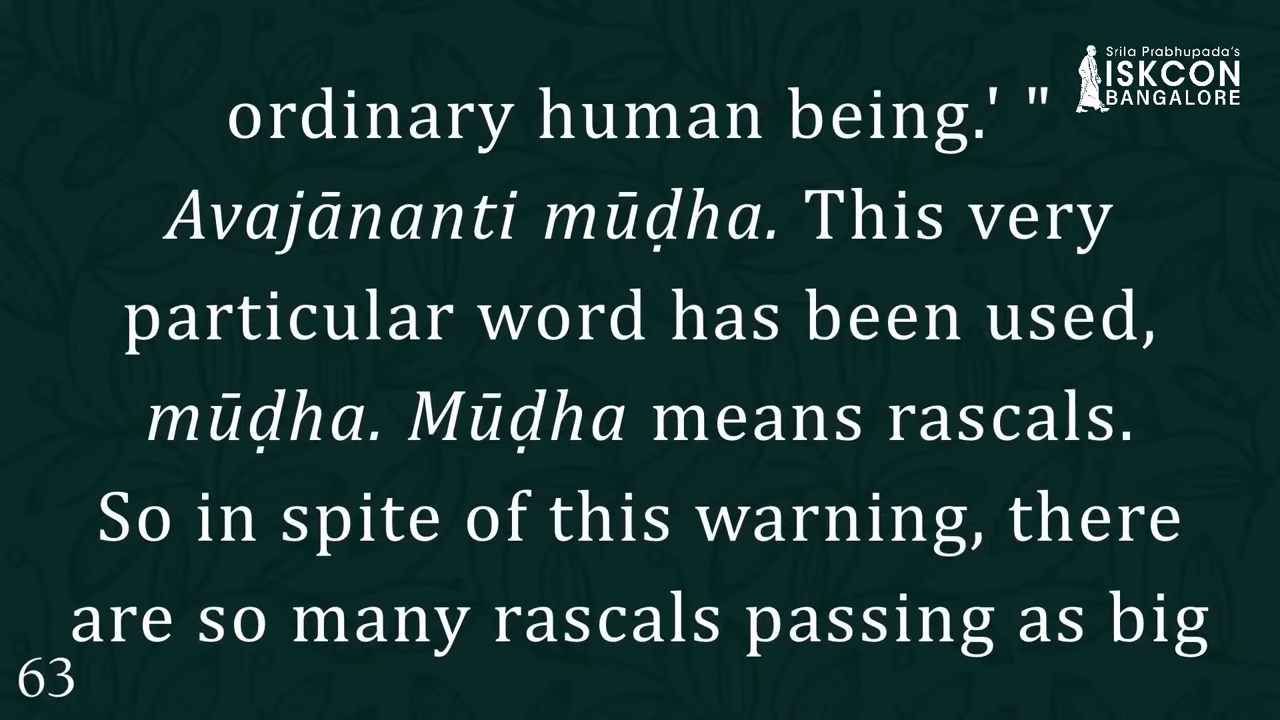 Srila Prabhupada's
ISKCON
BANGALORE
ordinary human being.' "
Avajānanti mūḍha. This very
particular word has been used,
mūḍha. Mūḍha means rascals.
So in spite of this warning, there
are so many rascals passing as big
63